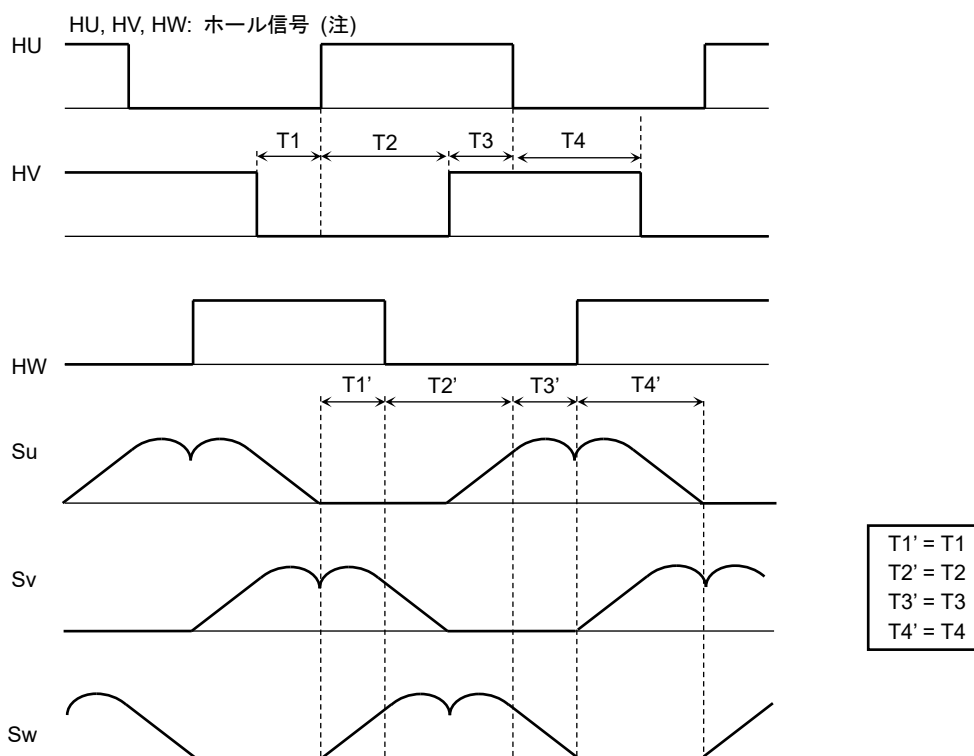 HU, HV, HW: ホール信号 (注)
HU
T1 T2 T3 T4
HV
HW
T1’ T2’ T3’ T4’
Su
Sv
T1’ = T1
T2’ = T2
T3’ = T3
T4’ = T4
Sw